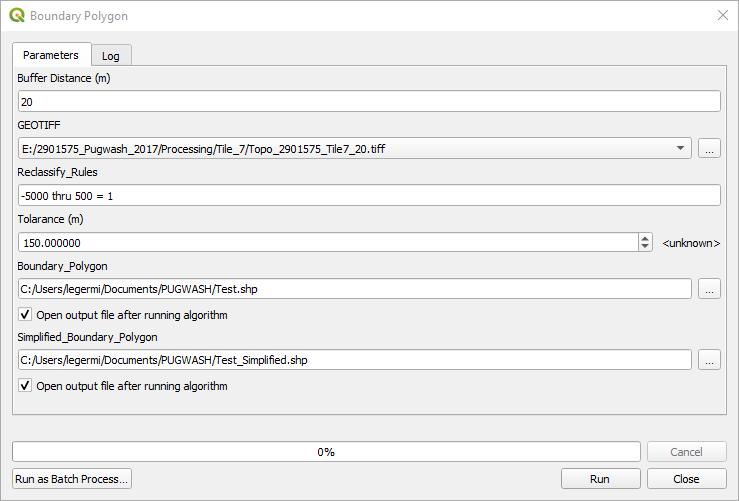 Boundary Polygon
Parameters
Log
Buffer Distance (m)
20
GEOTIFF
E:/2901575_Pugwash_2017/Processing/Tile_7/Topo_2901575_Tile7_20.tiff
...
Reclassify_Rules
-5000 thru 500 = 1
Tolarance (m)
150.000000
<unknown>
Boundary_Polygon
C:/Users/legermi/Documents/PUGWASH/Test.shp
...
Open output file after running algorithm
Simplified_Boundary_Polygon
C:/Users/legermi/Documents/PUGWASH/Test_Simplified.shp
...
Open output file after running algorithm
0%
Cancel
Run as Batch Process...
Run
Close